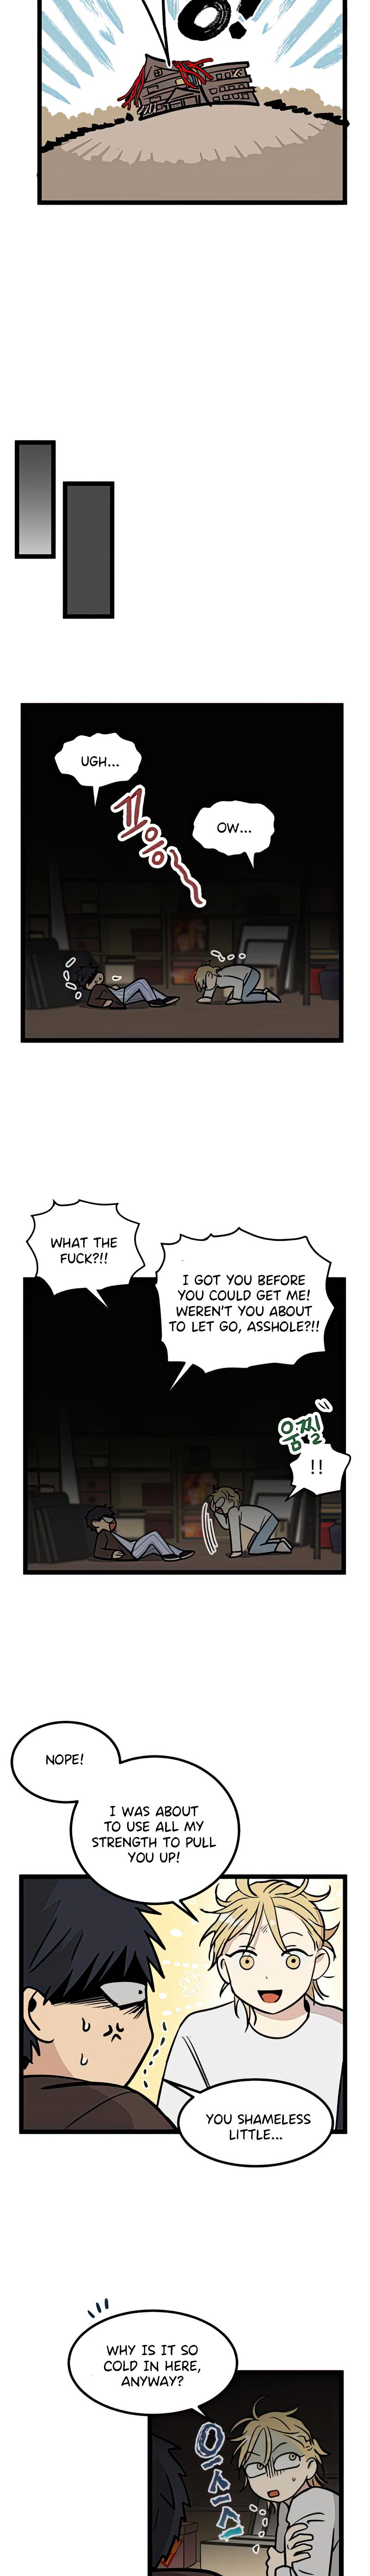 오!
UGH...
끄응~
OW...
WHAT THE
FUCK?!!
I GOT YOU BEFORE
YOU COULD GET ME!
WEREN'T YOU ABOUT
TO LET GO, ASSHOLE?!!
움찔
!!
NOPE!
I WAS ABOUT
TO USE ALL MY
STRENGTH TO PULL
YOU UP!
YOU SHAMELESS
LITTLE...
WHY IS IT SO
COLD IN HERE,
ANYWAY?
으스스